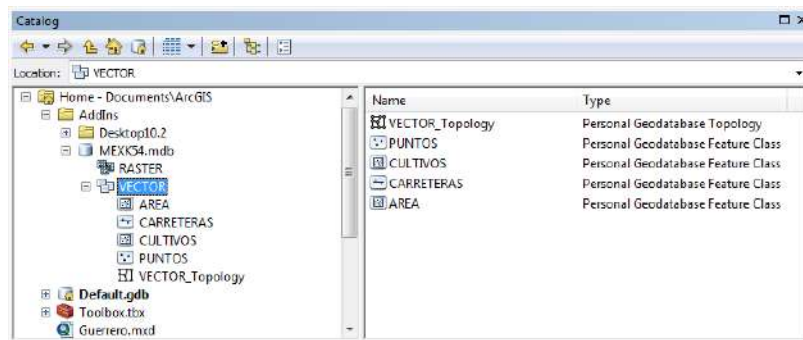 Catalog
Location: VECTOR
Home - Documents\ArcGIS
AddIns
Desktop10.2
MEXK54.mdb
RASTER
VECTOR
AREA
CARRETERAS
CULTIVOS
PUNTOS
VECTOR_Topology
Default.gdb
Toolbox.tbx
Guerrero.mxd
Name Type
VECTOR_Topology Personal Geodatabase Topology
PUNTOS Personal Geodatabase Feature Class
CULTIVOS Personal Geodatabase Feature Class
CARRETERAS Personal Geodatabase Feature Class
AREA Personal Geodatabase Feature Class